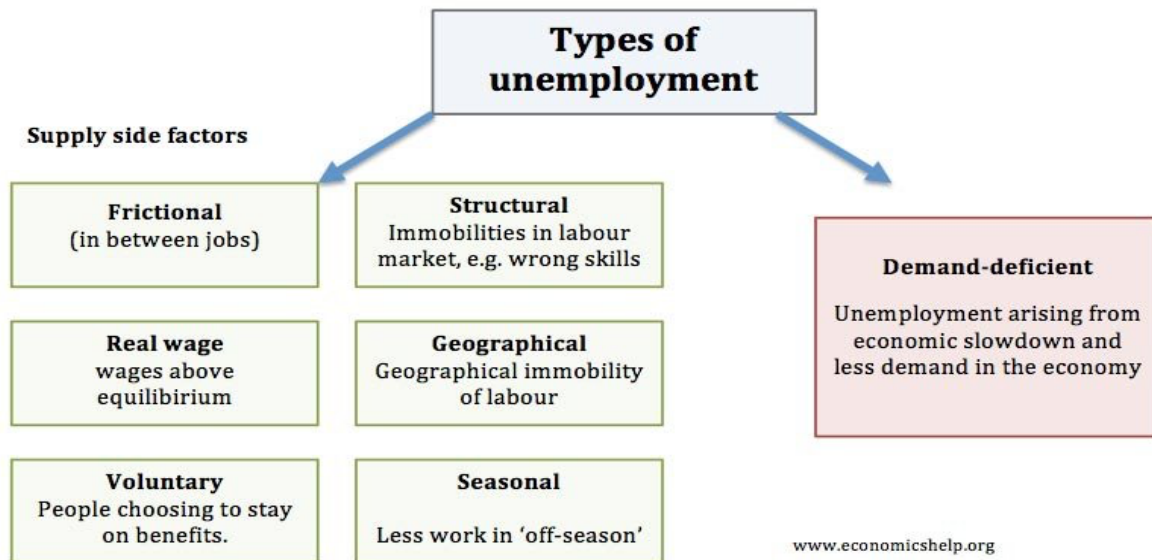 Types of
unemployment
Supply side factors
Frictional
(in between jobs)
Structural
Immobilities in labour
market, e.g. wrong skills
Real wage
wages above
equilibirium
Geographical
Geographical immobility
of labour
Voluntary
People choosing to stay
on benefits.
Seasonal
Less work in ‘off-season’
Demand-deficient
Unemployment arising from
economic slowdown and
less demand in the economy
www.economicshelp.org